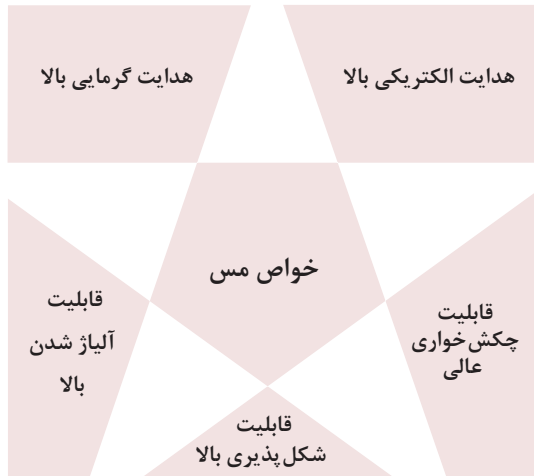 هدایت الکتریکی بالا
هدایت گرمایی بالا
خواص مس
قابلیت
چکش‌خواری
عالی
قابلیت
آلیاژ شدن
بالا
قابلیت
شکل‌پذیری بالا